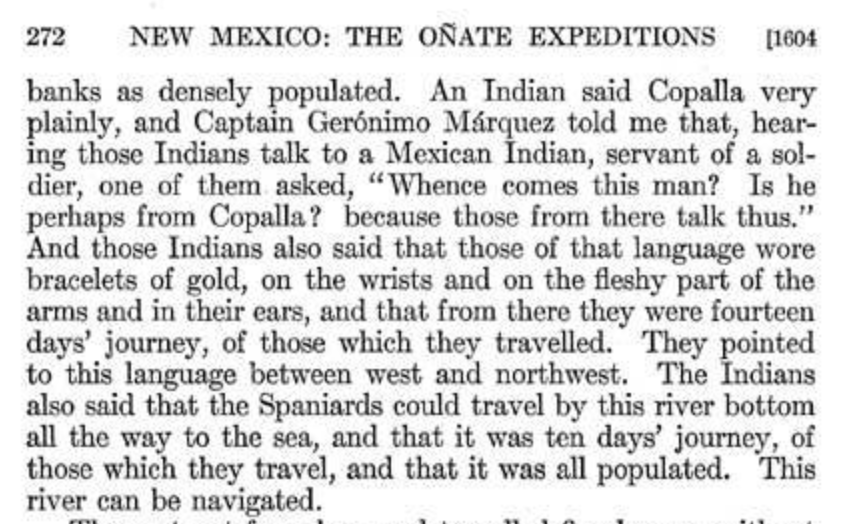 272 NEW MEXICO: THE OÑATE EXPEDITIONS [1604
banks as densely populated. An Indian said Copalla very
plainly, and Captain Gerónimo Márquez told me that, hear-
ing those Indians talk to a Mexican Indian, servant of a sol-
dier, one of them asked, "Whence comes this man? Is he
perhaps from Copalla? because those from there talk thus."
And those Indians also said that those of that language wore
bracelets of gold, on the wrists and on the fleshy part of the
arms and in their ears, and that from there they were fourteen
days' journey, of those which they travelled. They pointed
to this language between west and northwest. The Indians
also said that the Spaniards could travel by this river bottom
all the way to the sea, and that it was ten days' journey, of
those which they travel, and that it was all populated. This
river can be navigated.